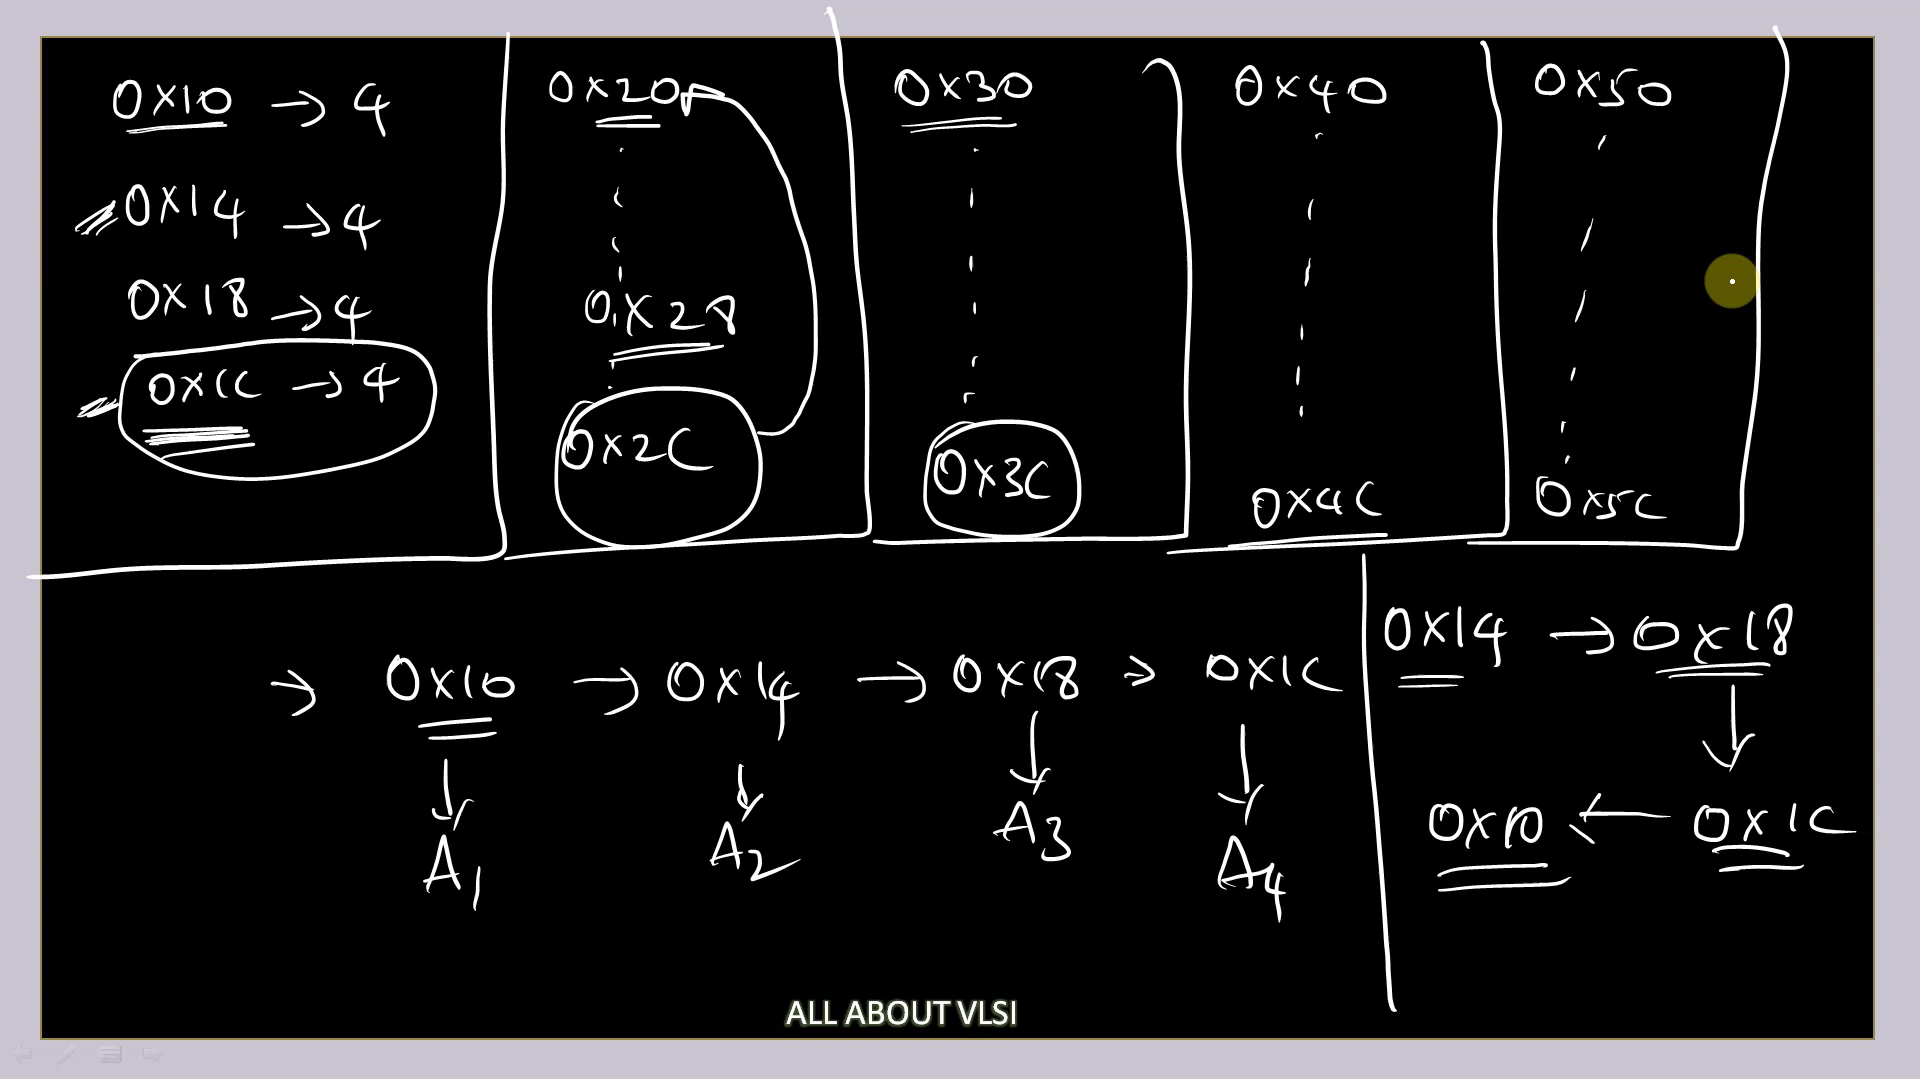 0x10 → 4
0x14 → 4
0x18 → 4
0x1C → 4
0x20
0x28
0x2C
0x30
0x3C
0x40
0x4C
0x50
0x5C
→ 0x10 → 0x14 → 0x18 > 0x1C
A1 A2 A3 A4
0x14 → 0x18
0x10 ← 0x1C
ALL ABOUT VLSI